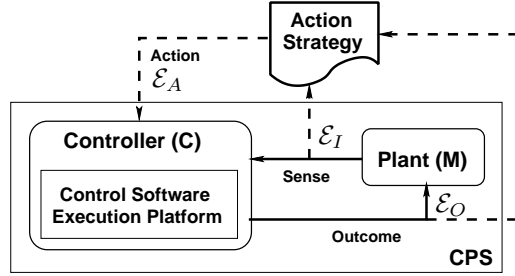 Action
Strategy
Action
ℰ_A
Controller (C)
ℰ_I
Plant (M)
Sense
Control Software
Execution Platform
ℰ_O
Outcome
CPS